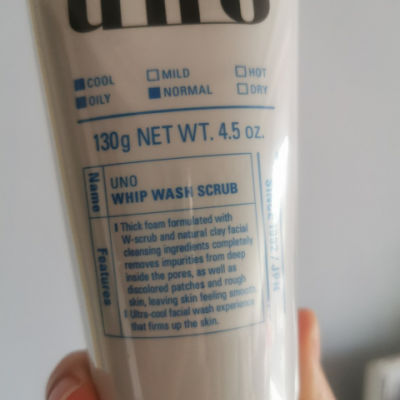 uno
COOL MILD HOT
OILY NORMAL DRY
130g NET WT. 4.5 oz.
Name
UNO
WHIP WASH SCRUB
Features
Thick foam formulated with
W-scrub and natural clay facial
cleansing ingredients completely
removes impurities from deep
inside the pores, as well as
discolored patches and rough
skin, leaving skin feeling smooth.
Ultra-cool facial wash experience
that firms up the skin.
SINCE